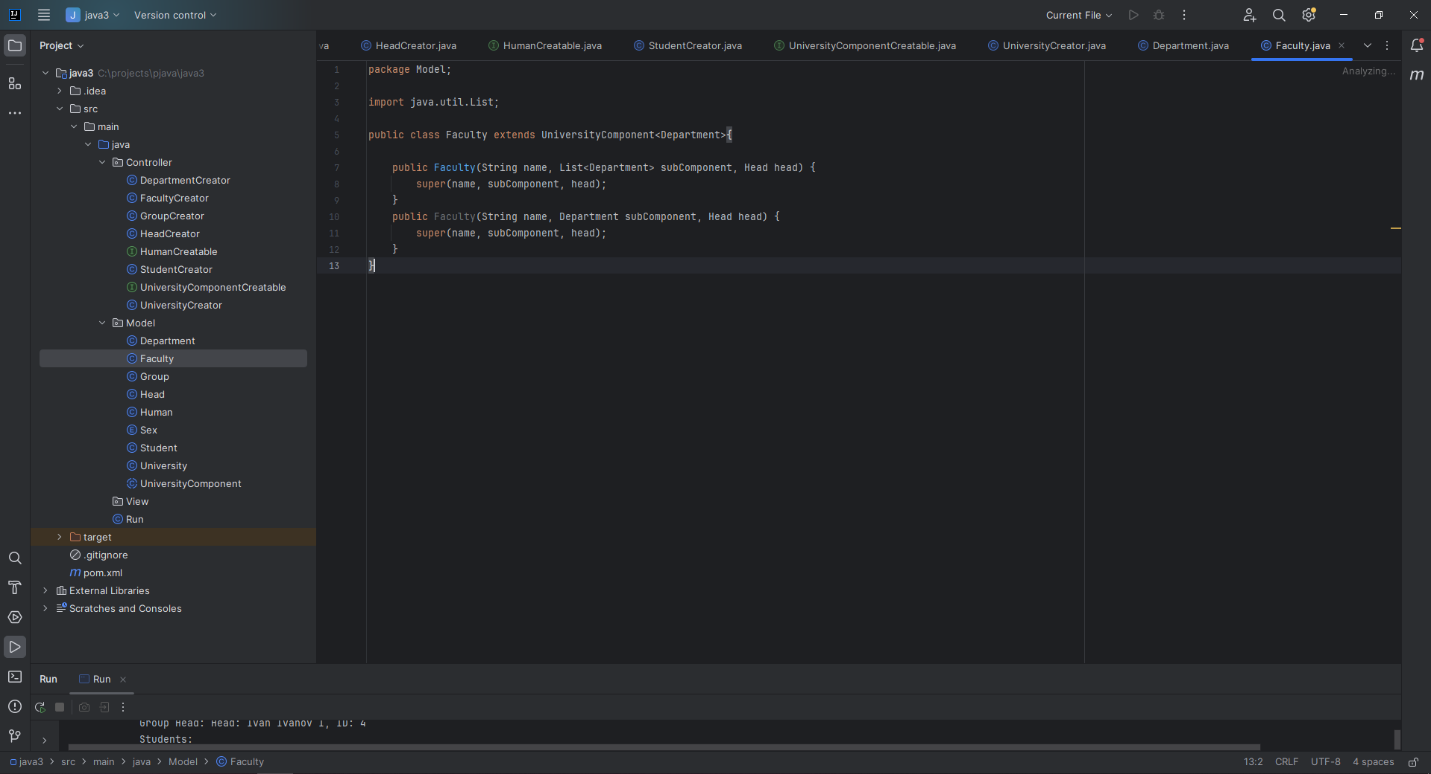 java3
Version control
Current File
Project
va
HeadCreator.java
HumanCreatable.java
StudentCreator.java
UniversityComponentCreatable.java
UniversityCreator.java
Department.java
Faculty.java
java3 C:\projects\pjava\java3
.idea
src
main
java
Controller
DepartmentCreator
FacultyCreator
GroupCreator
HeadCreator
HumanCreatable
StudentCreator
UniversityComponentCreatable
UniversityCreator
Model
Department
Faculty
Group
Head
Human
Sex
Student
University
UniversityComponent
View
Run
target
.gitignore
pom.xml
External Libraries
Scratches and Consoles
Analyzing...
1 package Model;
2
3 import java.util.List;
4
5 public class Faculty extends UniversityComponent<Department>{
6
7 public Faculty(String name, List<Department> subComponent, Head head) {
8 super(name, subComponent, head);
9 }
10 public Faculty(String name, Department subComponent, Head head) {
11 super(name, subComponent, head);
12 }
13 }
Run
Run
Group Head: Head: Ivan Ivanov I, ID: 4
Students:
java3 > src > main > java > Model > Faculty
13:2 CRLF UTF-8 4 spaces